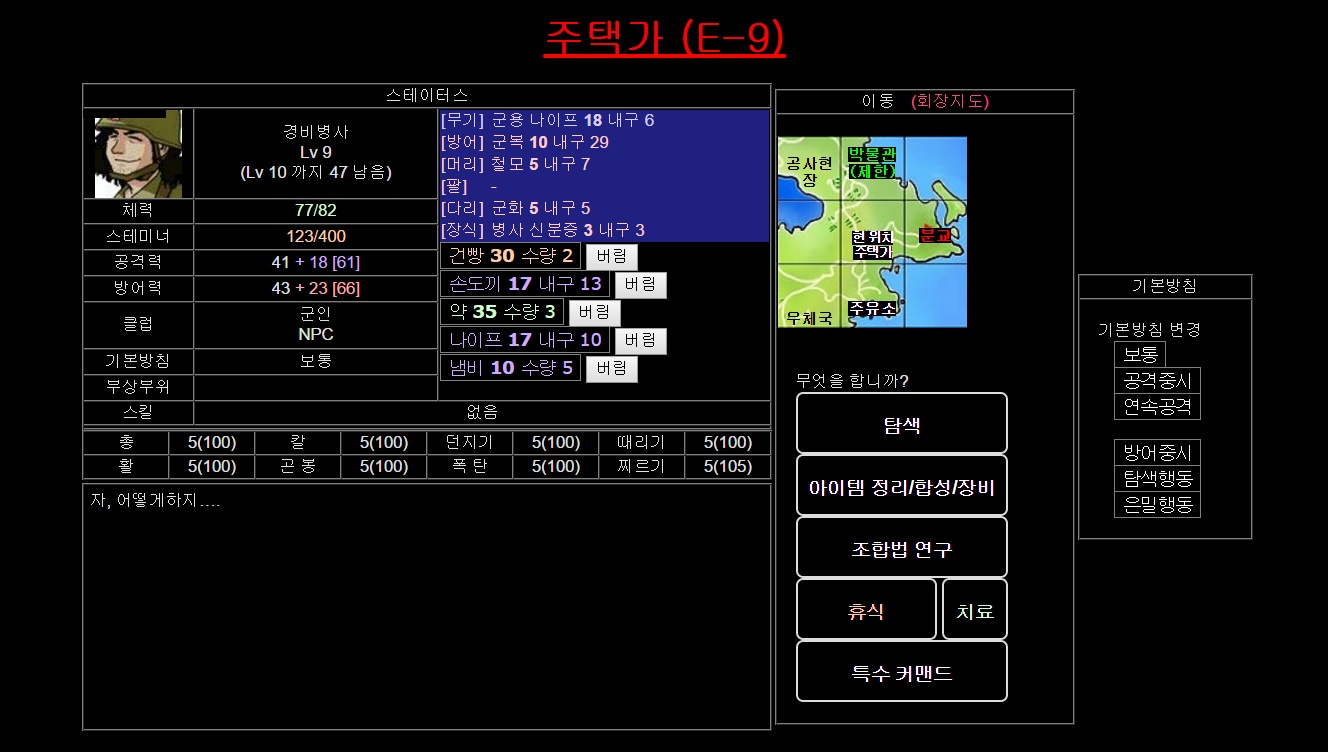 주택가 (E-9)
스테이터스
경비병사
Lv 9
(Lv 10 까지 47 남음)
체력 77/82
스테미너 123/400
공격력 41 + 18 [61]
방어력 43 + 23 [66]
클럽 군인
NPC
기본방침 보통
부상부위
스킬 없음
[무기] 군용 나이프 18 내구 6
[방어] 군복 10 내구 29
[머리] 철모 5 내구 7
[팔] -
[다리] 군화 5 내구 5
[장식] 병사 신분증 3 내구 3
건빵 30 수량 2 버림
손도끼 17 내구 13 버림
약 35 수량 3 버림
나이프 17 내구 10 버림
냄비 10 수량 5 버림
총 5(100) 칼 5(100) 던지기 5(100) 때리기 5(100)
활 5(100) 곤봉 5(100) 폭탄 5(100) 찌르기 5(105)
자, 어떻게하지....
이동 (회장지도)
공사현
장
박물관
(제한)
현 위치
주택가
분교
우체국
주유소
무엇을 합니까?
탐색
아이템 정리/합성/장비
조합법 연구
휴식 치료
특수 커맨드
기본방침
기본방침 변경
보통
공격중시
연속공격
방어중시
탐색행동
은밀행동